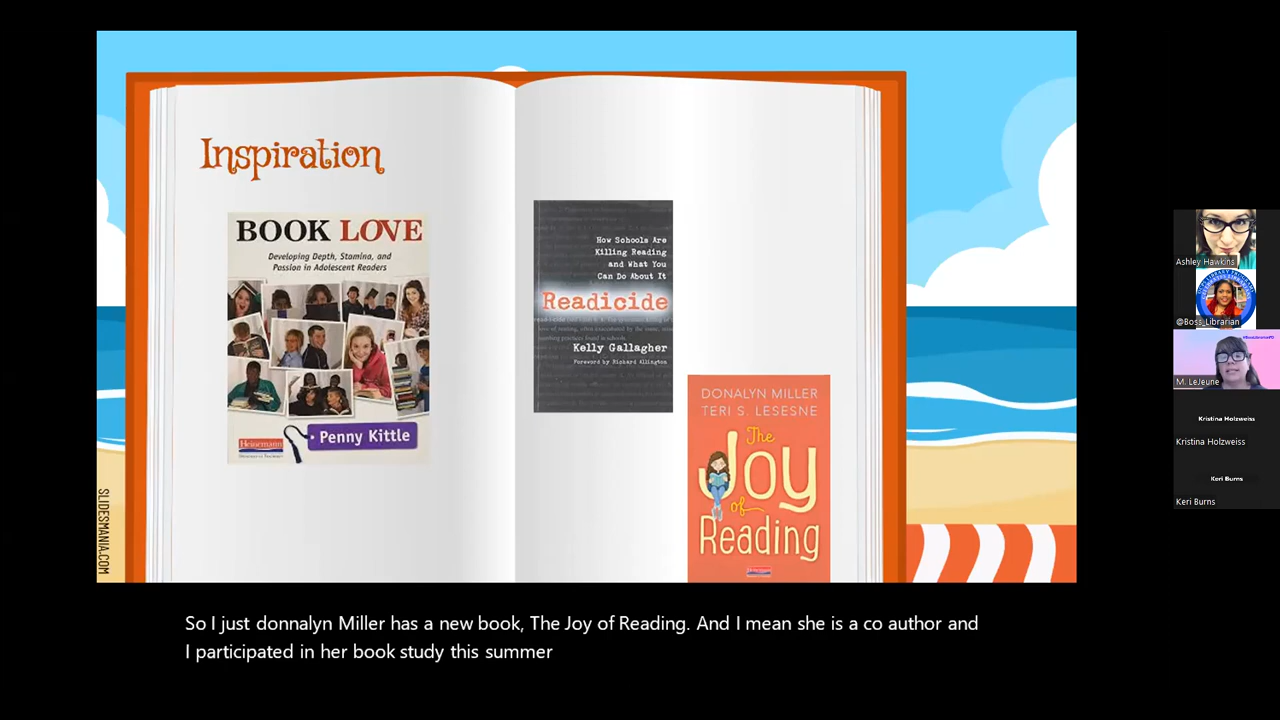 Inspiration
BOOK LOVE
Developing Depth, Stamina, and
Passion in Adolescent Readers
Heinemann
Penny Kittle
How Schools Are
Killing Reading
and What You
Can Do About It
Readicide
Kelly Gallagher
Foreword by Richard Allington
DONALYN MILLER
TERI S. LESESNE
The
Joy
of
Reading
Heinemann
SLIDESMANIA.COM
Ashley Hawkins
@Boss_Librarian
M. LeJeune
Kristina Holzweiss
Kristina Holzweiss
Keri Burns
Keri Burns
So I just donnalyn Miller has a new book, The Joy of Reading. And I mean she is a co author and
I participated in her book study this summer